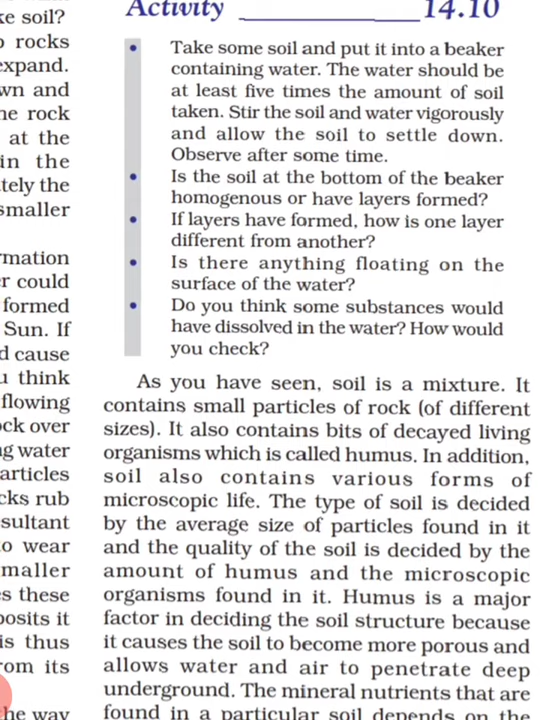 ke soil?
rocks
expand.
wn and
he rock
at the
in the
tely the
smaller
rmation
er could
formed
Sun. If
d cause
u think
flowing
ock over
ng water
articles
cks rub
sultant
to wear
smaller
es these
posits it
is thus
rom its
he way
Activity 14.10
• Take some soil and put it into a beaker
containing water. The water should be
at least five times the amount of soil
taken. Stir the soil and water vigorously
and allow the soil to settle down.
Observe after some time.
• Is the soil at the bottom of the beaker
homogenous or have layers formed?
• If layers have formed, how is one layer
different from another?
• Is there anything floating on the
surface of the water?
• Do you think some substances would
have dissolved in the water? How would
you check?
As you have seen, soil is a mixture. It
contains small particles of rock (of different
sizes). It also contains bits of decayed living
organisms which is called humus. In addition,
soil also contains various forms of
microscopic life. The type of soil is decided
by the average size of particles found in it
and the quality of the soil is decided by the
amount of humus and the microscopic
organisms found in it. Humus is a major
factor in deciding the soil structure because
it causes the soil to become more porous and
allows water and air to penetrate deep
underground. The mineral nutrients that are
found in a particular soil depends on the